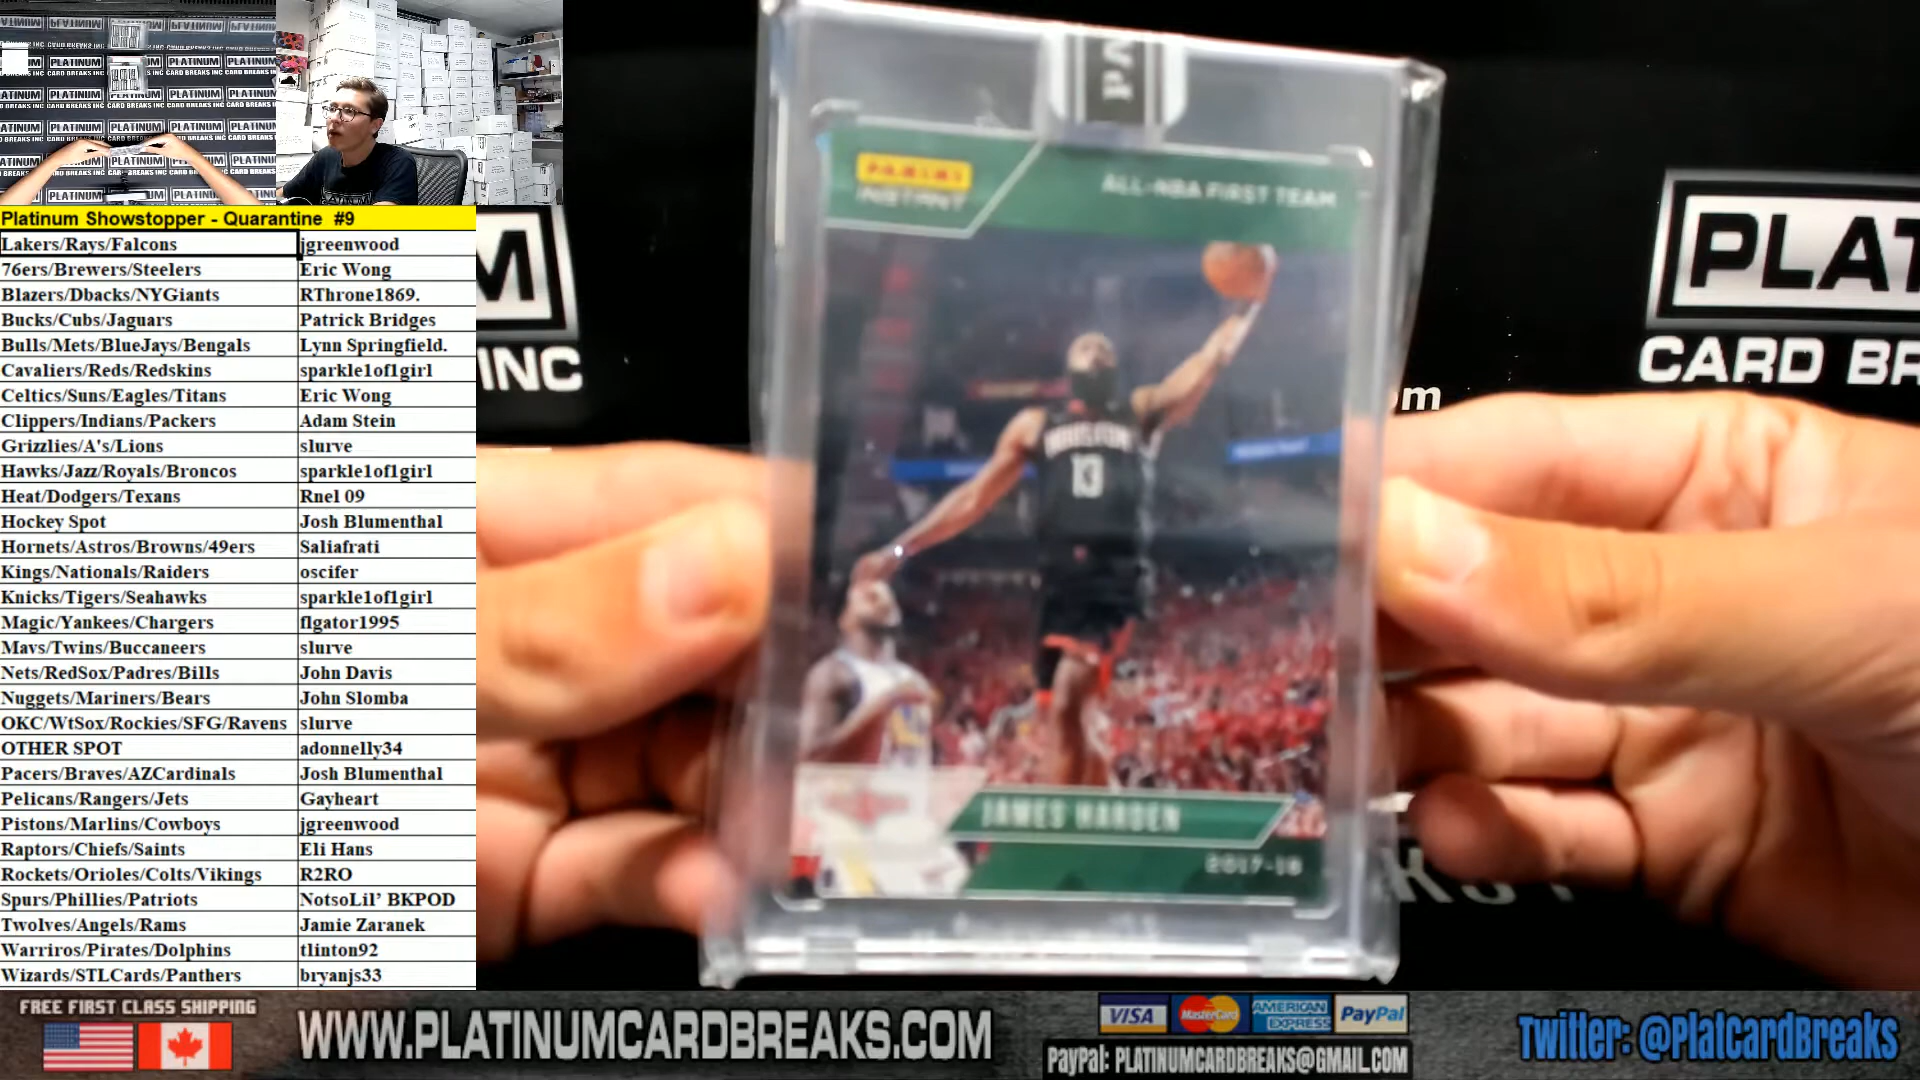 PLATINUM
CARD BREAKS INC
Platinum Showstopper - Quarantine #9
Lakers/Rays/Falcons jgreenwood
76ers/Brewers/Steelers Eric Wong
Blazers/Dbacks/NYGiants RThrone1869.
Bucks/Cubs/Jaguars Patrick Bridges
Bulls/Mets/BlueJays/Bengals Lynn Springfield.
Cavaliers/Reds/Redskins sparkle1of1girl
Celtics/Suns/Eagles/Titans Eric Wong
Clippers/Indians/Packers Adam Stein
Grizzlies/A's/Lions slurve
Hawks/Jazz/Royals/Broncos sparkle1of1girl
Heat/Dodgers/Texans Rnel 09
Hockey Spot Josh Blumenthal
Hornets/Astros/Browns/49ers Saliafrati
Kings/Nationals/Raiders oscifer
Knicks/Tigers/Seahawks sparkle1of1girl
Magic/Yankees/Chargers flgator1995
Mavs/Twins/Buccaneers slurve
Nets/RedSox/Padres/Bills John Davis
Nuggets/Mariners/Bears John Slomba
OKC/WtSox/Rockies/SFG/Ravens slurve
OTHER SPOT adonnelly34
Pacers/Braves/AZCardinals Josh Blumenthal
Pelicans/Rangers/Jets Gayheart
Pistons/Marlins/Cowboys jgreenwood
Raptors/Chiefs/Saints Eli Hans
Rockets/Orioles/Colts/Vikings R2RO
Spurs/Phillies/Patriots NotsoLil' BKPOD
Twolves/Angels/Rams Jamie Zaranek
Warriros/Pirates/Dolphins tlinton92
Wizards/STLCards/Panthers bryanjs33
PANINI
INSTANT
ALL-NBA FIRST TEAM
HOUSTON
13
JAMES HARDEN
2017-18
M
INC
PLAT
CARD BR
om
FREE FIRST CLASS SHIPPING
WWW.PLATINUMCARDBREAKS.COM
VISA MasterCard AMERICAN EXPRESS PayPal
PayPal: PLATINUMCARDBREAKS@GMAIL.COM
Twitter: @PlatCardBreaks